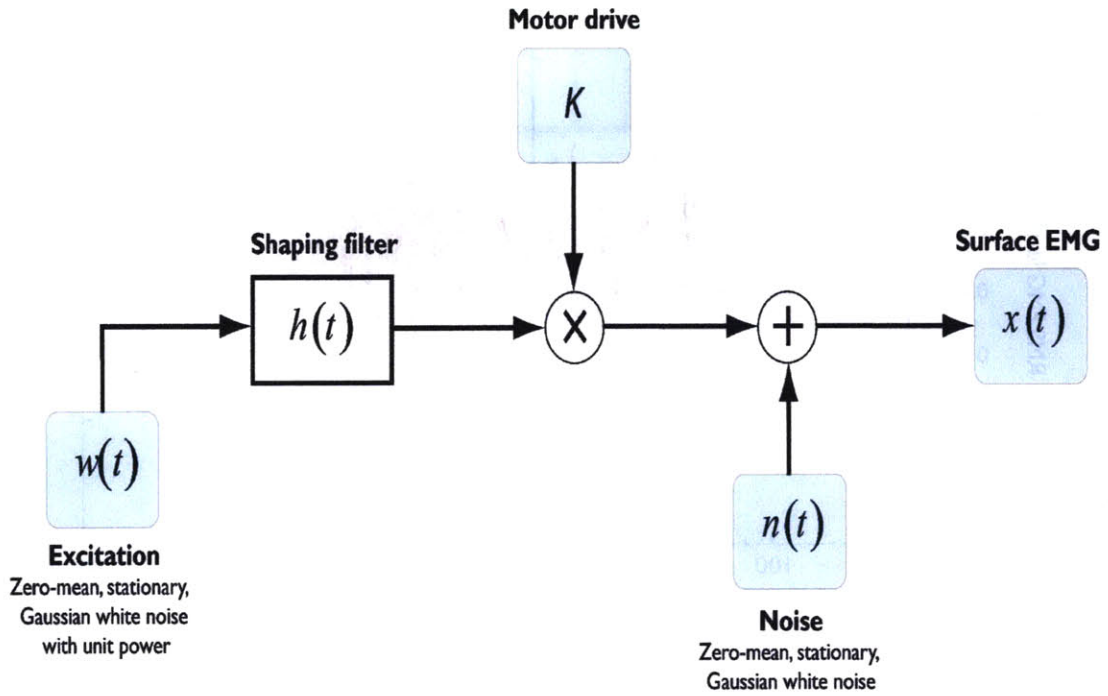 Motor drive
K
Shaping filter
h(t)
×
+
Surface EMG
x(t)
w(t)
Excitation
Zero-mean, stationary,
Gaussian white noise
with unit power
n(t)
Noise
Zero-mean, stationary,
Gaussian white noise